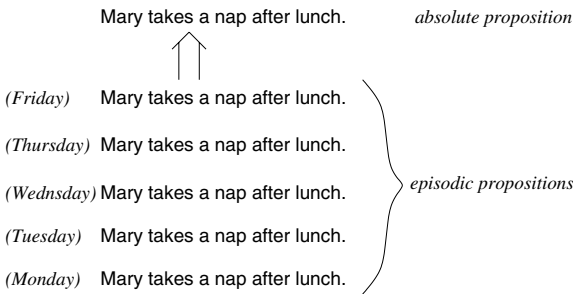 Mary takes a nap after lunch. absolute proposition
(Friday) Mary takes a nap after lunch.
(Thursday) Mary takes a nap after lunch.
(Wednsday) Mary takes a nap after lunch. episodic propositions
(Tuesday) Mary takes a nap after lunch.
(Monday) Mary takes a nap after lunch.